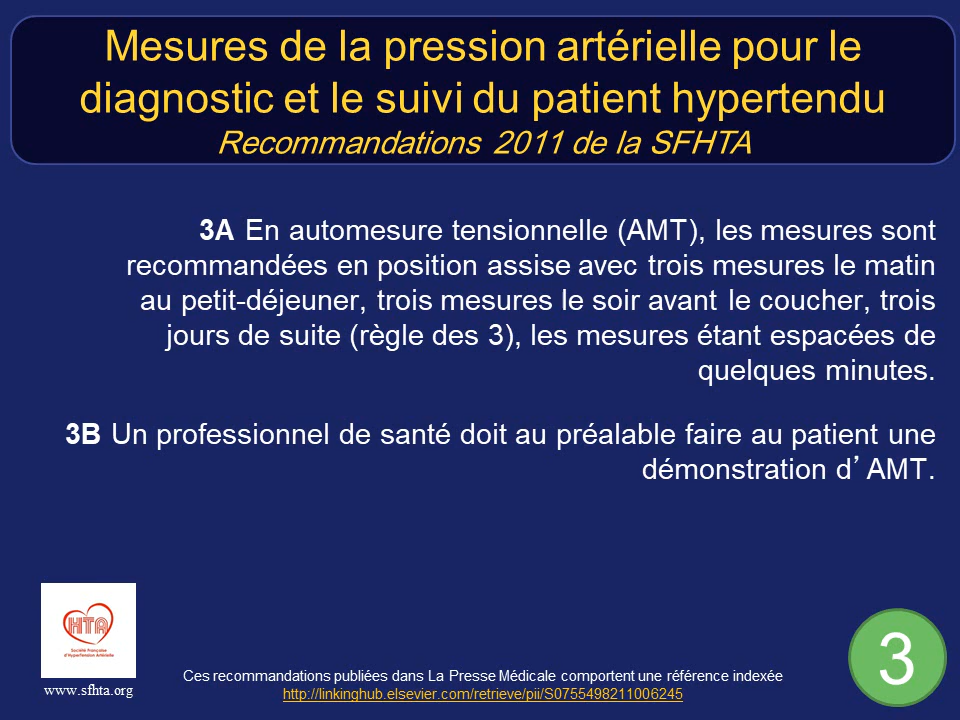 Mesures de la pression artérielle pour le
diagnostic et le suivi du patient hypertendu
Recommandations 2011 de la SFHTA
3A En automesure tensionnelle (AMT), les mesures sont
recommandées en position assise avec trois mesures le matin
au petit-déjeuner, trois mesures le soir avant le coucher, trois
jours de suite (règle des 3), les mesures étant espacées de
quelques minutes.
3B Un professionnel de santé doit au préalable faire au patient une
démonstration d’AMT.
HTA
Société Française
d'Hypertension Artérielle
www.sfhta.org
Ces recommandations publiées dans La Presse Médicale comportent une référence indexée
http://linkinghub.elsevier.com/retrieve/pii/S0755498211006245
3